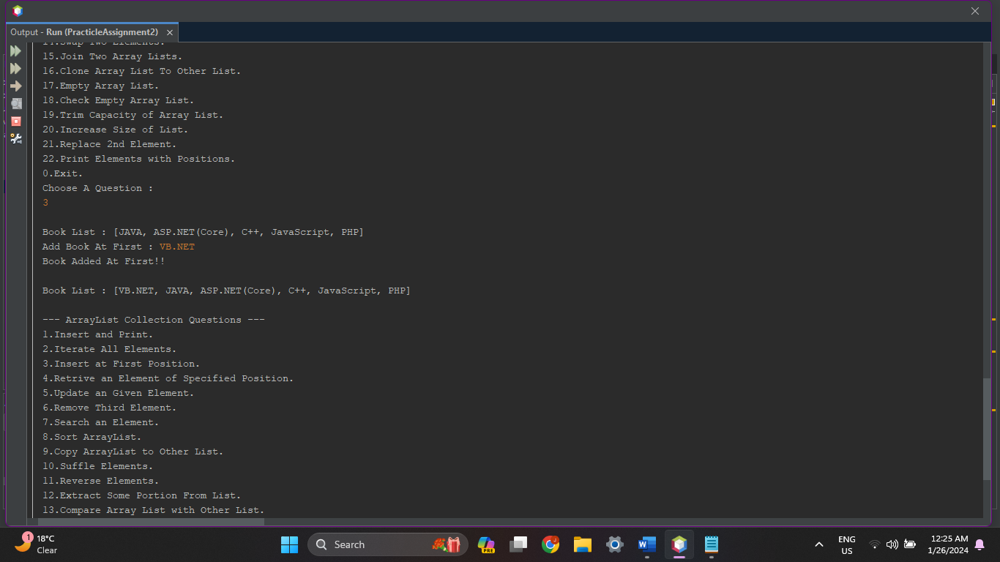 Output - Run (PracticleAssignment2)
14.Swap Two Elements.
15.Join Two Array Lists.
16.Clone Array List To Other List.
17.Empty Array List.
18.Check Empty Array List.
19.Trim Capacity of Array List.
20.Increase Size of List.
21.Replace 2nd Element.
22.Print Elements with Positions.
0.Exit.
Choose A Question :
3
Book List : [JAVA, ASP.NET(Core), C++, JavaScript, PHP]
Add Book At First : VB.NET
Book Added At First!!
Book List : [VB.NET, JAVA, ASP.NET(Core), C++, JavaScript, PHP]
--- ArrayList Collection Questions ---
1.Insert and Print.
2.Iterate All Elements.
3.Insert at First Position.
4.Retrive an Element of Specified Position.
5.Update an Given Element.
6.Remove Third Element.
7.Search an Element.
8.Sort ArrayList.
9.Copy ArrayList to Other List.
10.Suffle Elements.
11.Reverse Elements.
12.Extract Some Portion From List.
13.Compare Array List with Other List.
1
18°C
Clear
Search
PRE
ENG
US
12:25 AM
1/26/2024